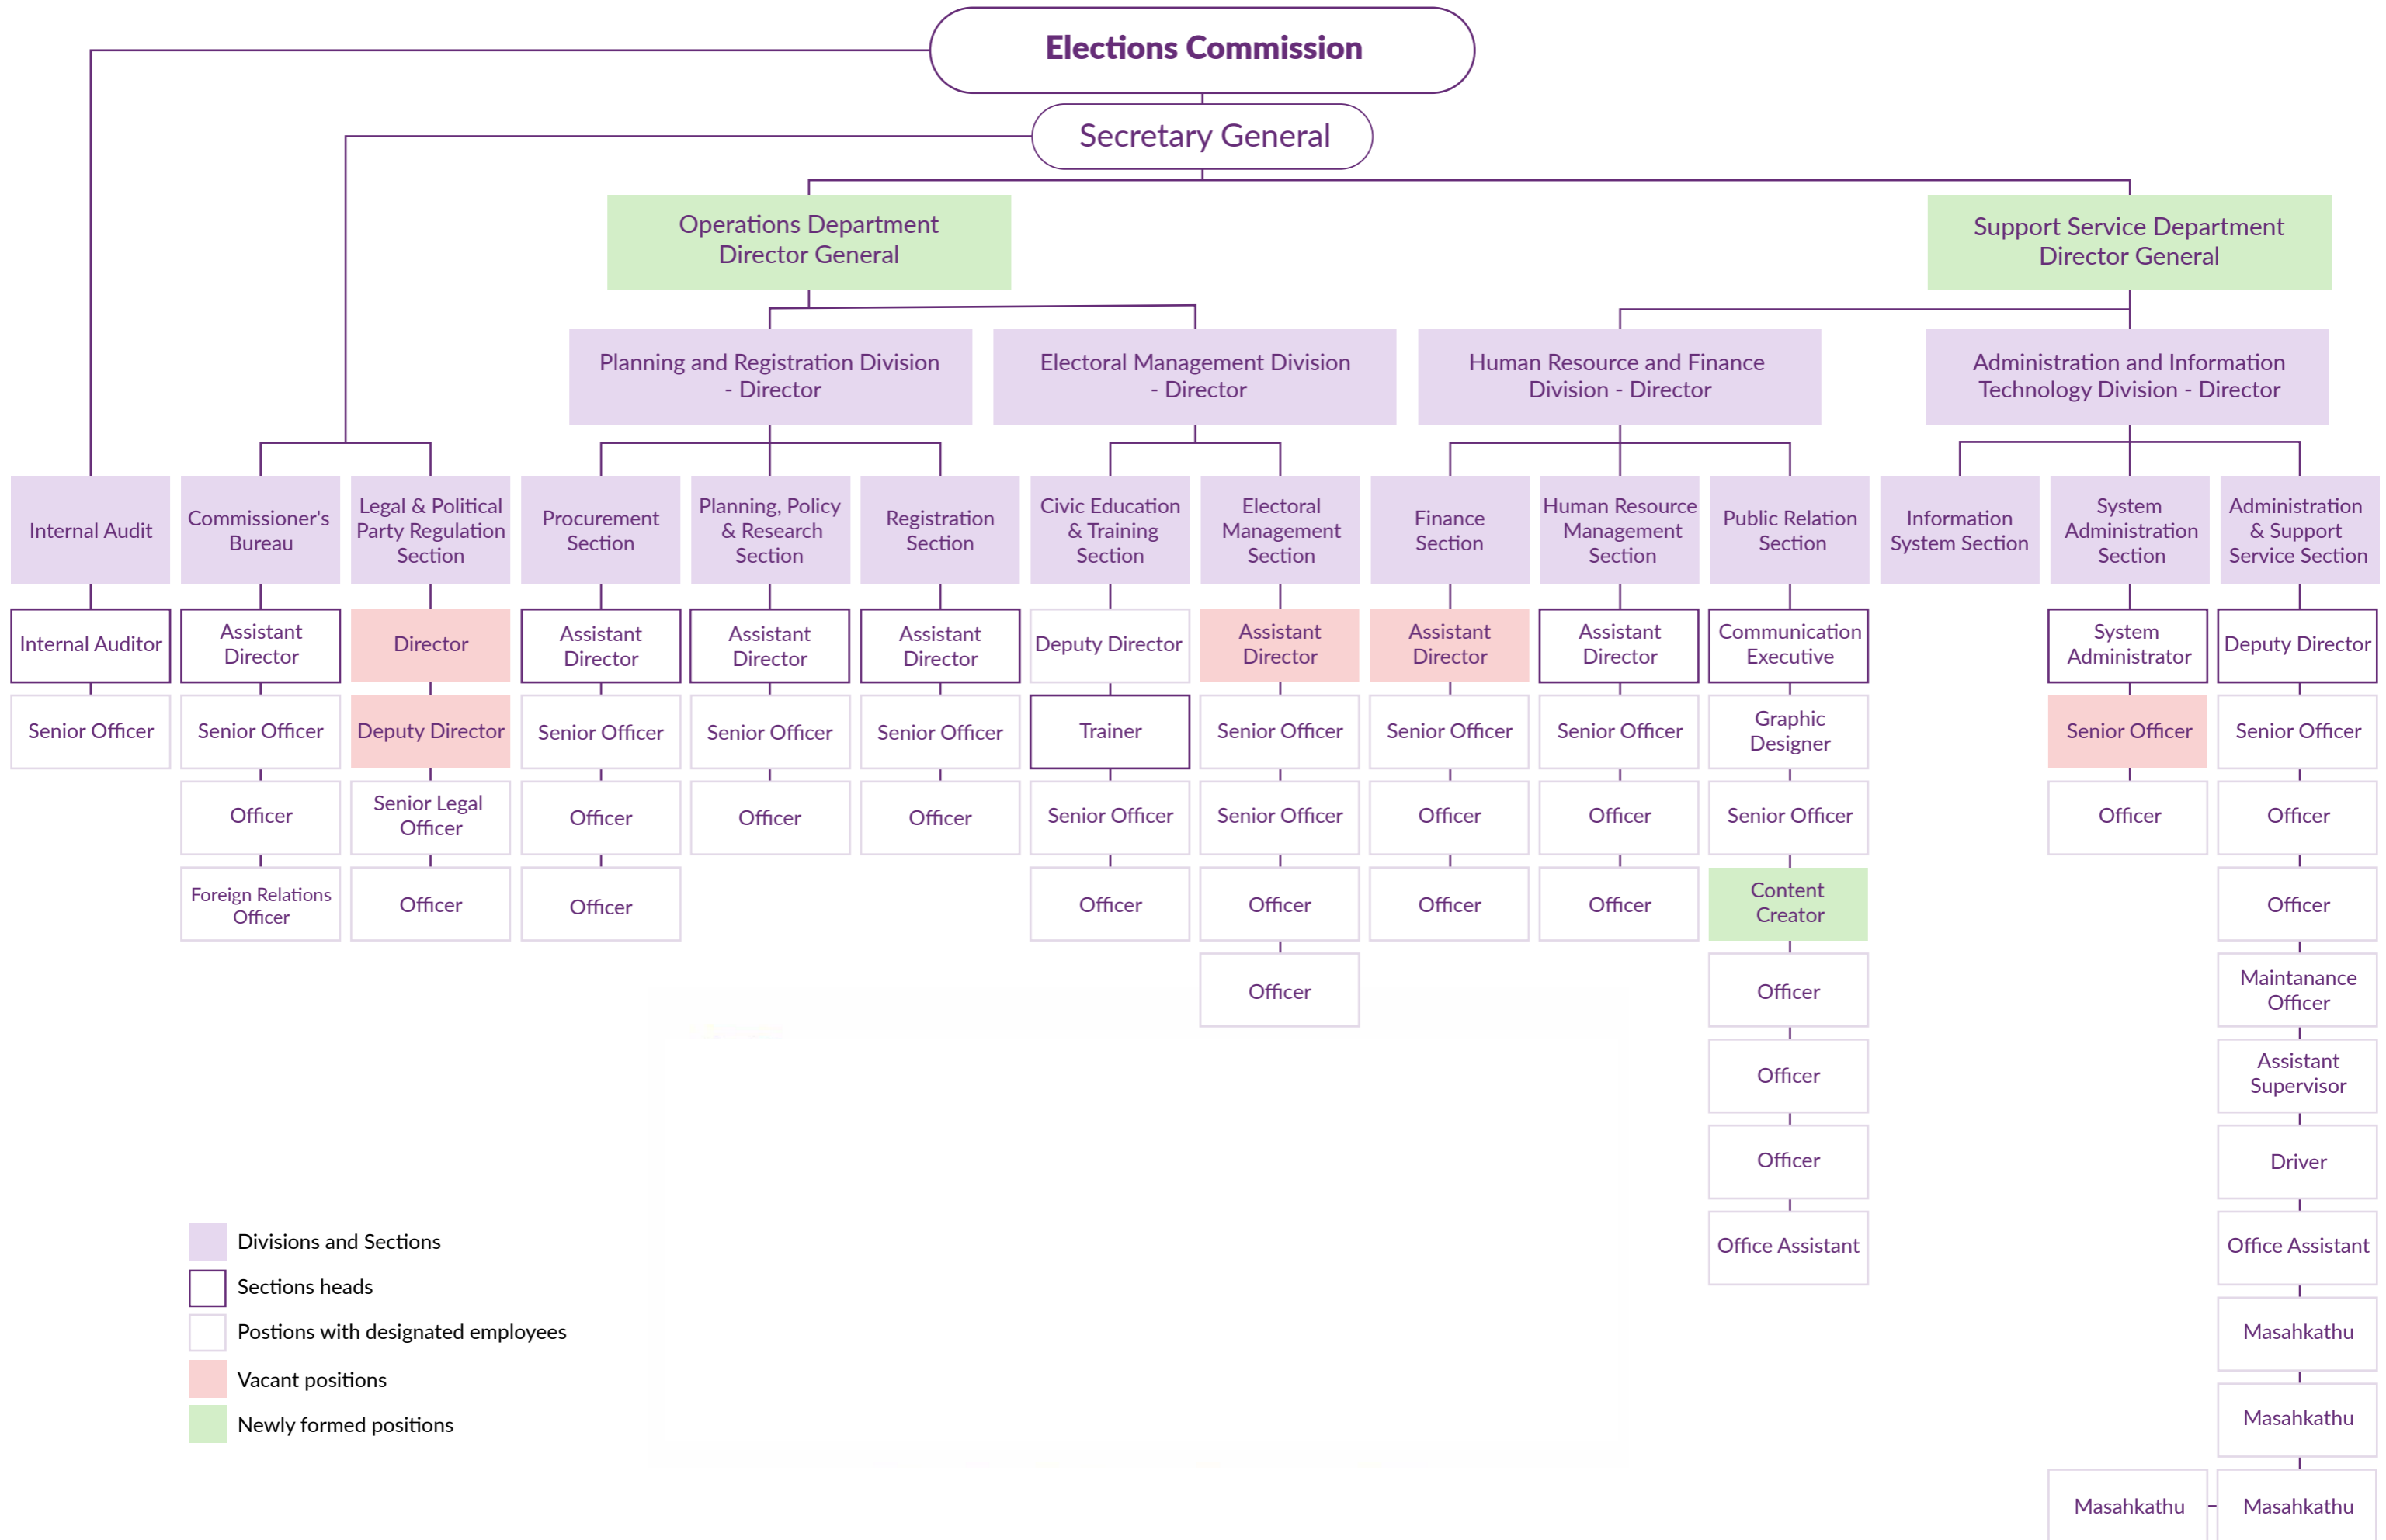 Elections Commission
Secretary General
Operations Department
Director General
Support Service Department
Director General
Planning and Registration Division
- Director
Electoral Management Division
- Director
Human Resource and Finance
Division - Director
Administration and Information
Technology Division - Director
Internal Audit
Internal Auditor
Senior Officer
Commissioner's
Bureau
Assistant
Director
Senior Officer
Officer
Foreign Relations
Officer
Legal & Political
Party Regulation
Section
Director
Deputy Director
Senior Legal
Officer
Officer
Procurement
Section
Assistant
Director
Senior Officer
Officer
Officer
Planning, Policy
& Research
Section
Assistant
Director
Senior Officer
Officer
Registration
Section
Assistant
Director
Senior Officer
Officer
Civic Education
& Training
Section
Deputy Director
Trainer
Senior Officer
Officer
Electoral
Management
Section
Assistant
Director
Senior Officer
Senior Officer
Officer
Officer
Finance
Section
Assistant
Director
Senior Officer
Officer
Officer
Human Resource
Management
Section
Assistant
Director
Senior Officer
Officer
Officer
Public Relation
Section
Communication
Executive
Graphic
Designer
Senior Officer
Content
Creator
Officer
Officer
Officer
Office Assistant
Information
System Section
System
Administration
Section
System
Administrator
Senior Officer
Officer
Administration
& Support
Service Section
Deputy Director
Senior Officer
Officer
Officer
Maintanance
Officer
Assistant
Supervisor
Driver
Office Assistant
Masahkathu
Masahkathu
Masahkathu
Masahkathu
Divisions and Sections
Sections heads
Postions with designated employees
Vacant positions
Newly formed positions